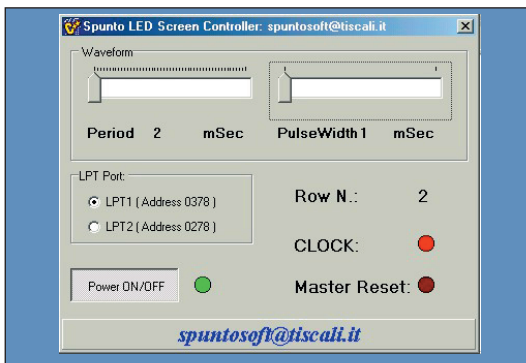 Spunto LED Screen Controller: spuntosoft@tiscali.it
Waveform
Period 2 mSec PulseWidth 1 mSec
LPT Port:
LPT1 ( Address 0378 )
LPT2 ( Address 0278 )
Row N.: 2
CLOCK:
Power ON/OFF
Master Reset:
spuntosoft@tiscali.it